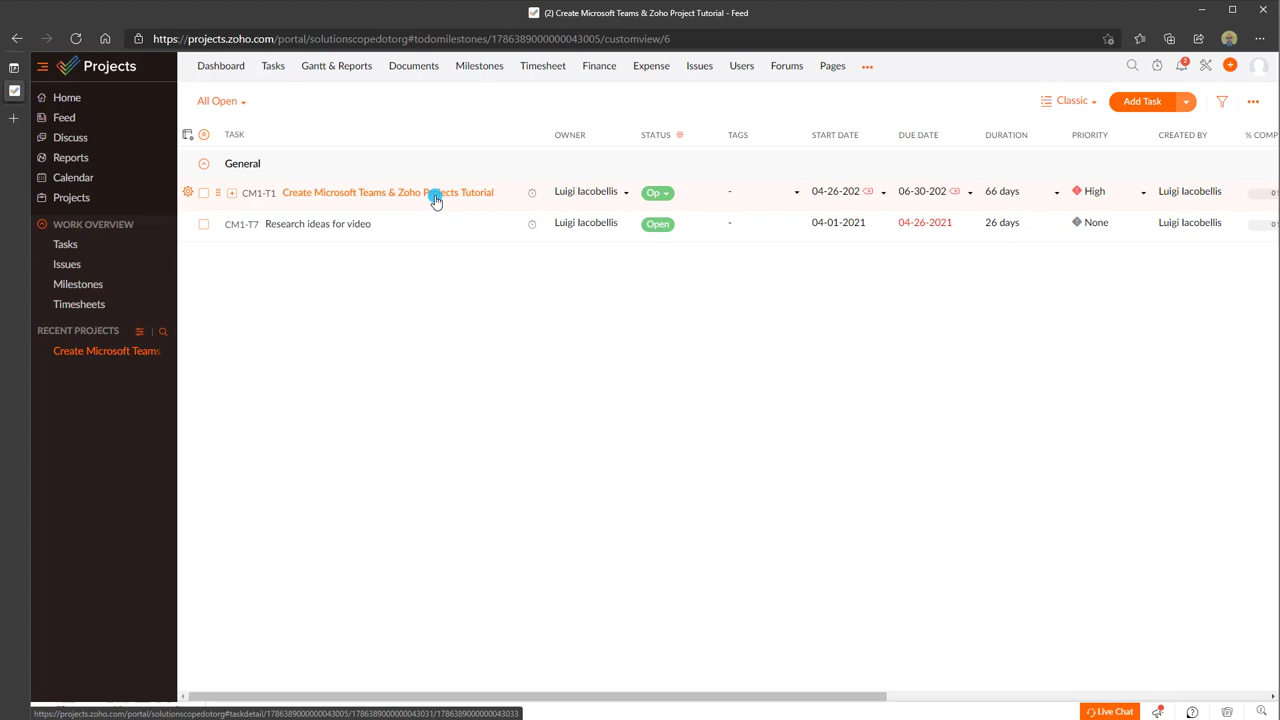 (2) Create Microsoft Teams & Zoho Project Tutorial - Feed
https://projects.zoho.com/portal/solutionscopedotorg#todomilestones/1786389000000043005/customview/6
Projects
Dashboard Tasks Gantt & Reports Documents Milestones Timesheet Finance Expense Issues Users Forums Pages
2
Home
Feed
Discuss
Reports
Calendar
Projects
WORK OVERVIEW
Tasks
Issues
Milestones
Timesheets
RECENT PROJECTS
Create Microsoft Teams
All Open
Classic
Add Task
TASK OWNER STATUS TAGS START DATE DUE DATE DURATION PRIORITY CREATED BY % COMP
General
CM1-T1 Create Microsoft Teams & Zoho Projects Tutorial Luigi Iacobellis Op - 04-26-202 06-30-202 66 days High Luigi Iacobellis 0
CM1-T7 Research ideas for video Luigi Iacobellis Open - 04-01-2021 04-26-2021 26 days None Luigi Iacobellis 0
https://projects.zoho.com/portal/solutionscopedotorg#taskdetail/1786389000000043005/1786389000000043031/1786389000000043033
Live Chat